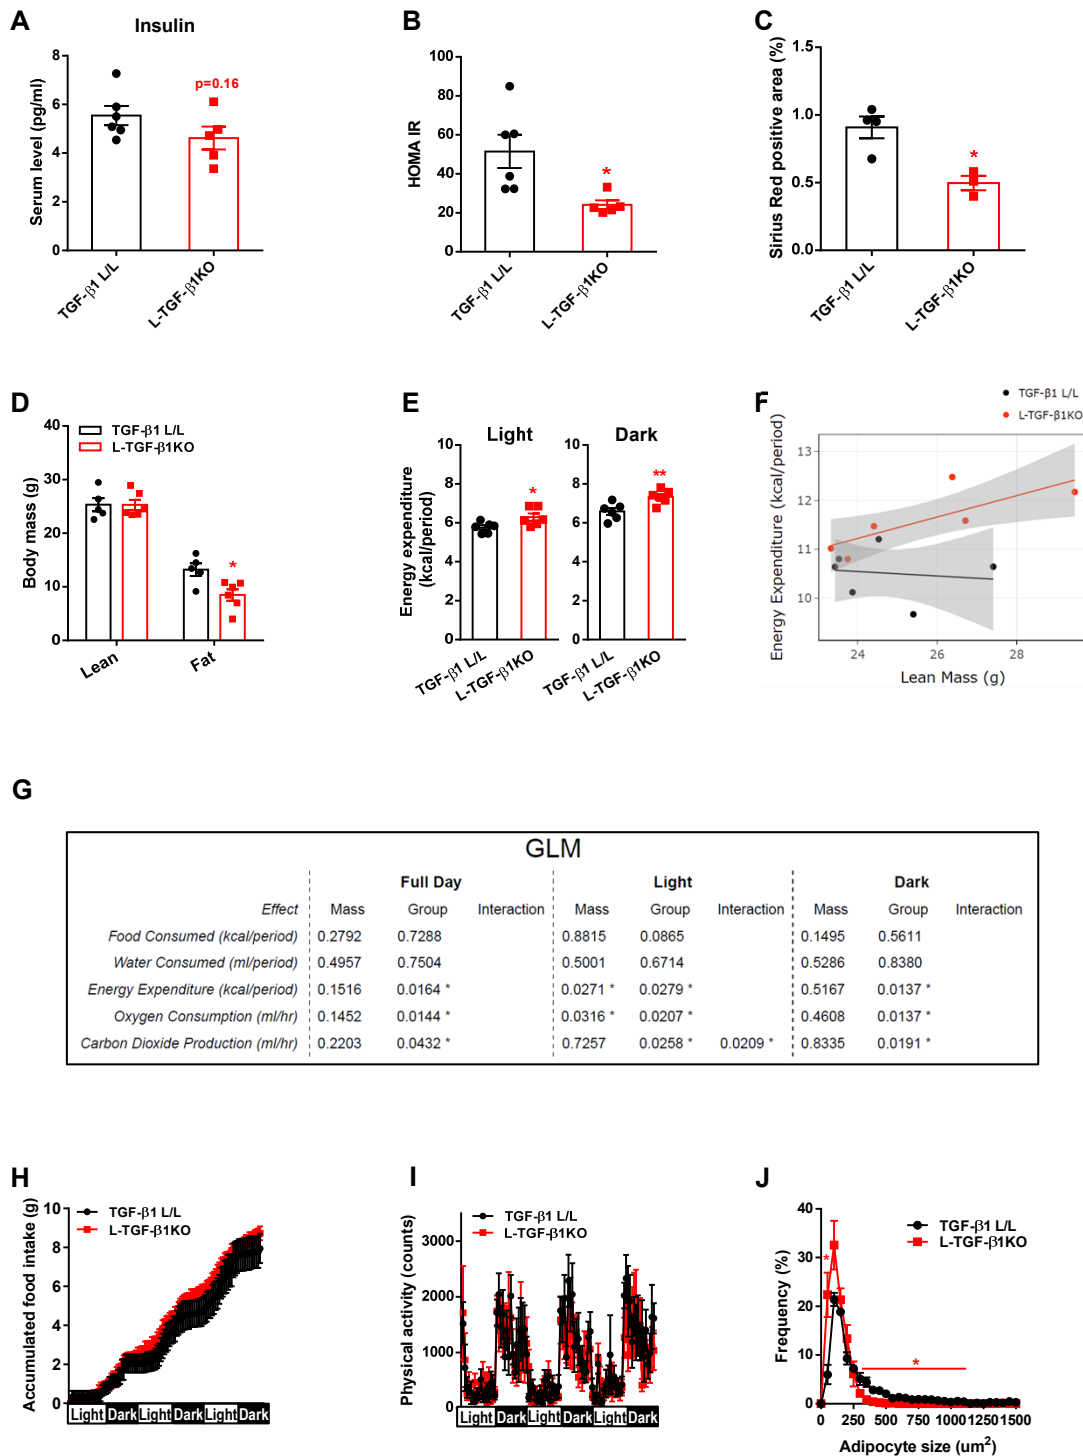 A
Insulin
Serum level (pg/ml)
8
6
4
2
0
p=0.16
TGF-β1 L/L
L-TGF-β1KO
B
HOMA IR
100
80
60
40
20
0
*
TGF-β1 L/L
L-TGF-β1KO
C
Sirius Red positive area (%)
1.5
1.0
0.5
0.0
*
TGF-β1 L/L
L-TGF-β1KO
D
TGF-β1 L/L
L-TGF-β1KO
Body mass (g)
40
30
20
10
0
*
Lean
Fat
E
Light
Dark
Energy expenditure
(kcal/period)
10
8
6
4
2
0
*
10
8
6
4
2
0
**
TGF-β1 L/L
L-TGF-β1KO
TGF-β1 L/L
L-TGF-β1KO
F
TGF-β1 L/L
L-TGF-β1KO
Energy Expenditure (kcal/period)
13
12
11
10
24
26
28
Lean Mass (g)
G
GLM
Full Day Light Dark
Effect Mass Group Interaction Mass Group Interaction Mass Group Interaction
Food Consumed (kcal/period) 0.2792 0.7288 0.8815 0.0865 0.1495 0.5611
Water Consumed (ml/period) 0.4957 0.7504 0.5001 0.6714 0.5286 0.8380
Energy Expenditure (kcal/period) 0.1516 0.0164 * 0.0271 * 0.0279 * 0.5167 0.0137 *
Oxygen Consumption (ml/hr) 0.1452 0.0144 * 0.0316 * 0.0207 * 0.4608 0.0137 *
Carbon Dioxide Production (ml/hr) 0.2203 0.0432 * 0.7257 0.0258 * 0.0209 * 0.8335 0.0191 *
H
TGF-β1 L/L
L-TGF-β1KO
Accumulated food intake (g)
10
8
6
4
2
0
Light Dark Light Dark Light Dark
I
TGF-β1 L/L
L-TGF-β1KO
Physical activity (counts)
3000
2000
1000
0
Light Dark Light Dark Light Dark
J
TGF-β1 L/L
L-TGF-β1KO
Frequency (%)
40
30
20
10
0
*
*
0 250 500 750 1000 1250 1500
Adipocyte size (um²)